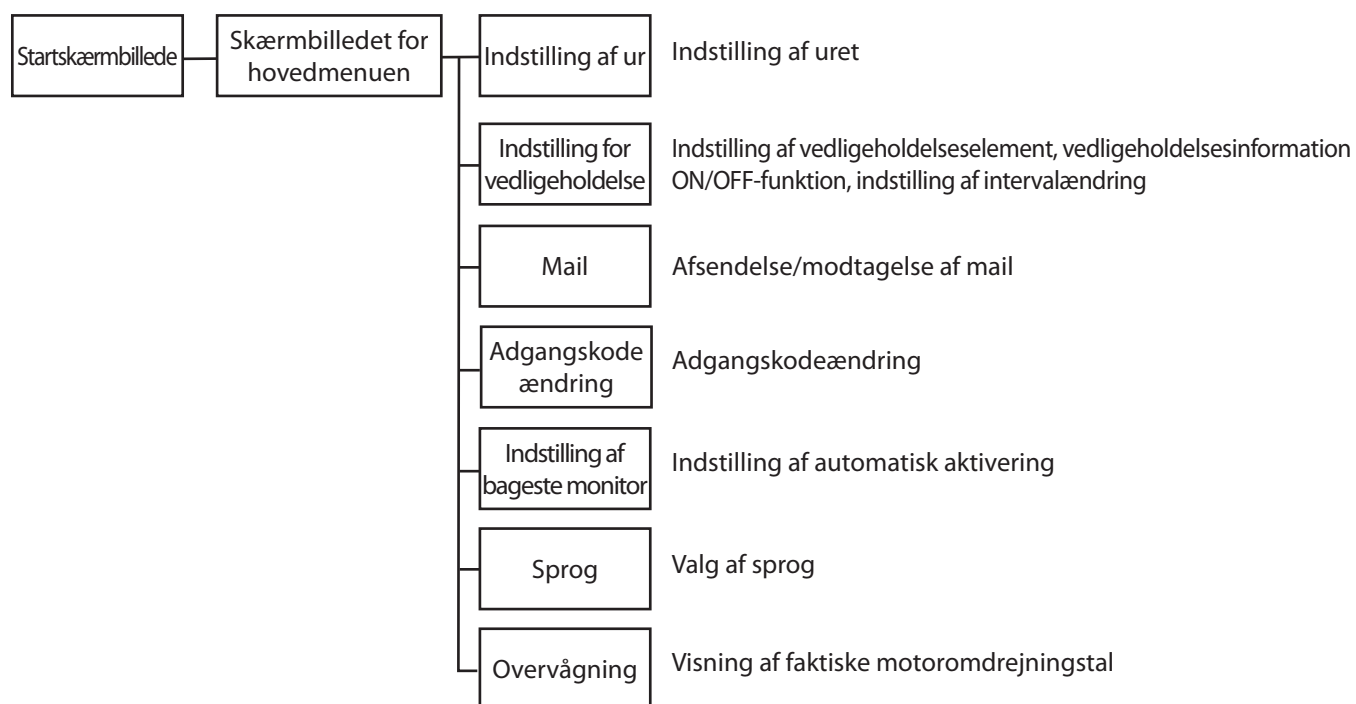 Startskærmbillede
Skærmbilledet for
hovedmenuen
Indstilling af ur
Indstilling af uret
Indstilling for
vedligeholdelse
Indstilling af vedligeholdelseselement, vedligeholdelsesinformation
ON/OFF-funktion, indstilling af intervalændring
Mail
Afsendelse/modtagelse af mail
Adgangskode
ændring
Adgangskodeændring
Indstilling af
bageste monitor
Indstilling af automatisk aktivering
Sprog
Valg af sprog
Overvågning
Visning af faktiske motoromdrejningstal